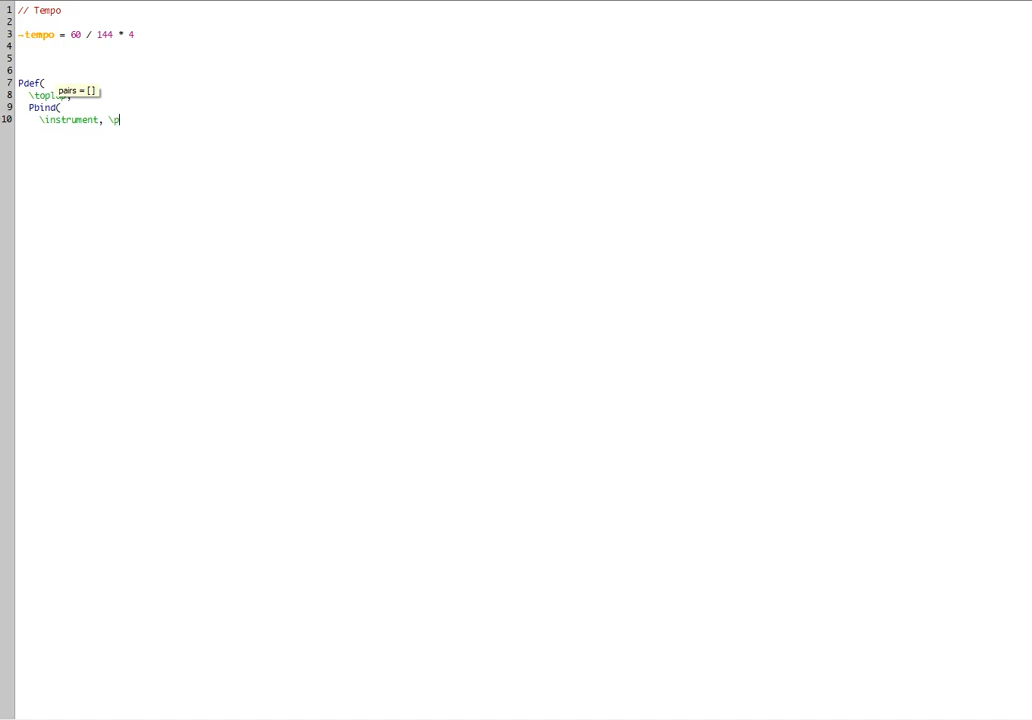 1 // Tempo
2
3 ~tempo = 60 / 144 * 4
4
5
6
7 Pdef(
pairs = []
8
9 Pbind(
10 \instrument, \p